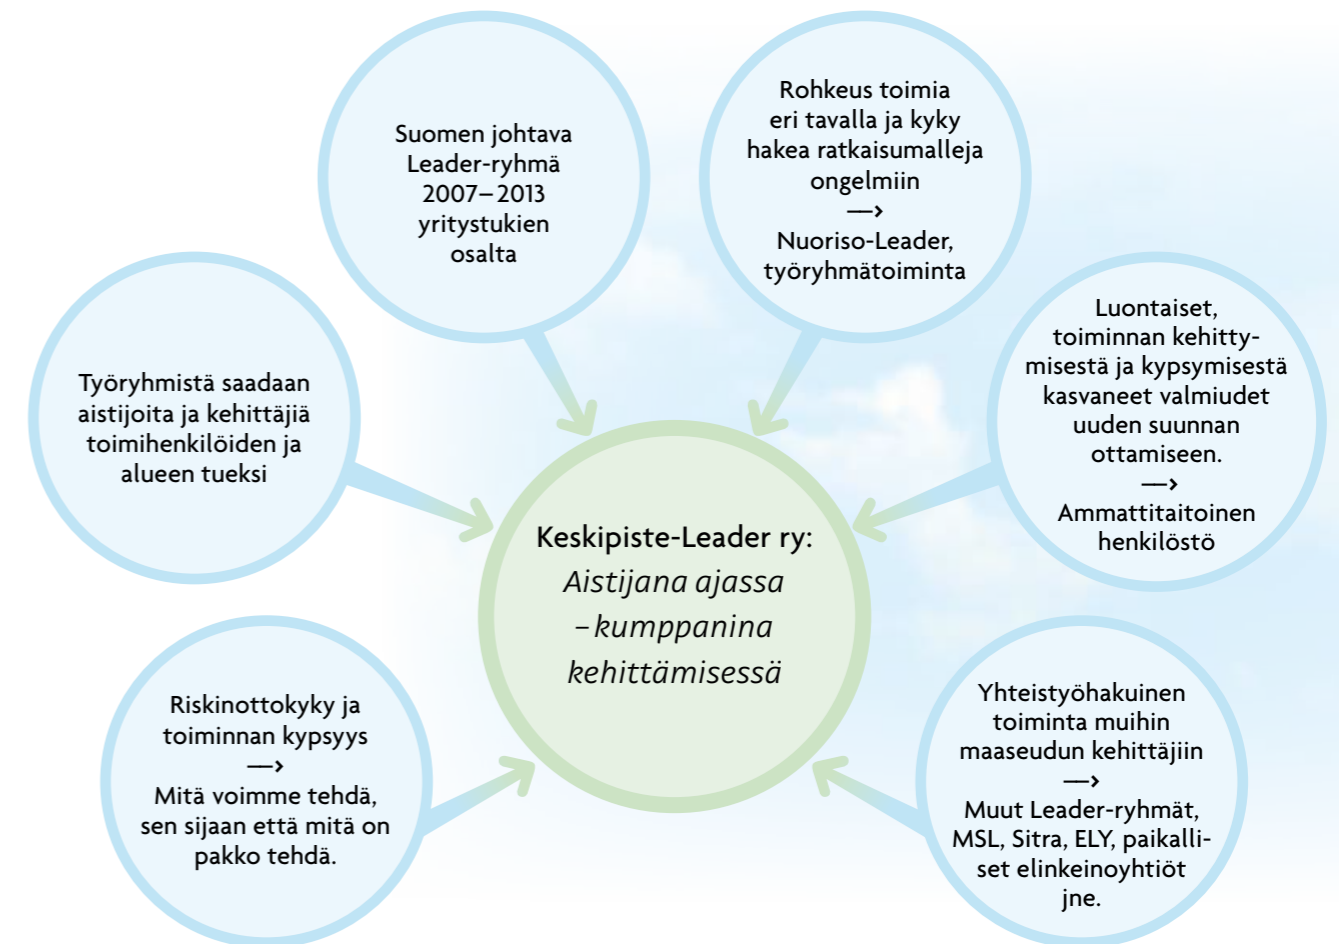 Suomen johtava
Leader-ryhmä
2007–2013
yritystukien
osalta
Rohkeus toimia
eri tavalla ja kyky
hakea ratkaisumalleja
ongelmiin
—›
Nuoriso-Leader,
työryhmätoiminta
Työryhmistä saadaan
aistijoita ja kehittäjiä
toimihenkilöiden ja
alueen tueksi
Luontaiset,
toiminnan kehitty-
misestä ja kypsymisestä
kasvaneet valmiudet
uuden suunnan
ottamiseen.
—›
Ammattitaitoinen
henkilöstö
Keskipiste-Leader ry:
Aistijana ajassa
– kumppanina
kehittämisessä
Riskinottokyky ja
toiminnan kypsyys
—›
Mitä voimme tehdä,
sen sijaan että mitä on
pakko tehdä.
Yhteistyöhakuinen
toiminta muihin
maaseudun kehittäjiin
—›
Muut Leader-ryhmät,
MSL, Sitra, ELY, paikalli-
set elinkeinoyhtiöt
jne.